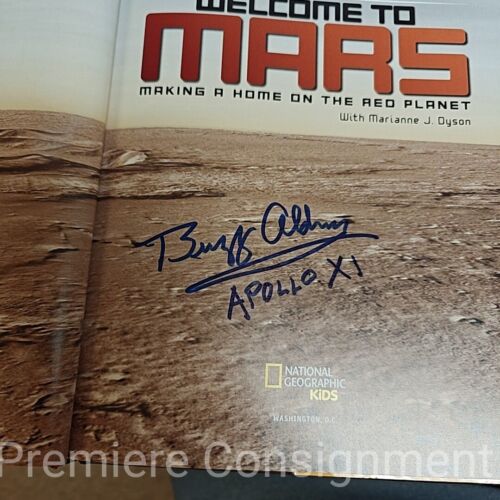 WELCOME TO
MARS
MAKING A HOME ON THE RED PLANET
With Marianne J. Dyson
Buzz Aldrin
APOLLO XI
NATIONAL
GEOGRAPHIC
KiDS
WASHINGTON, D.C.
Premiere Consignment